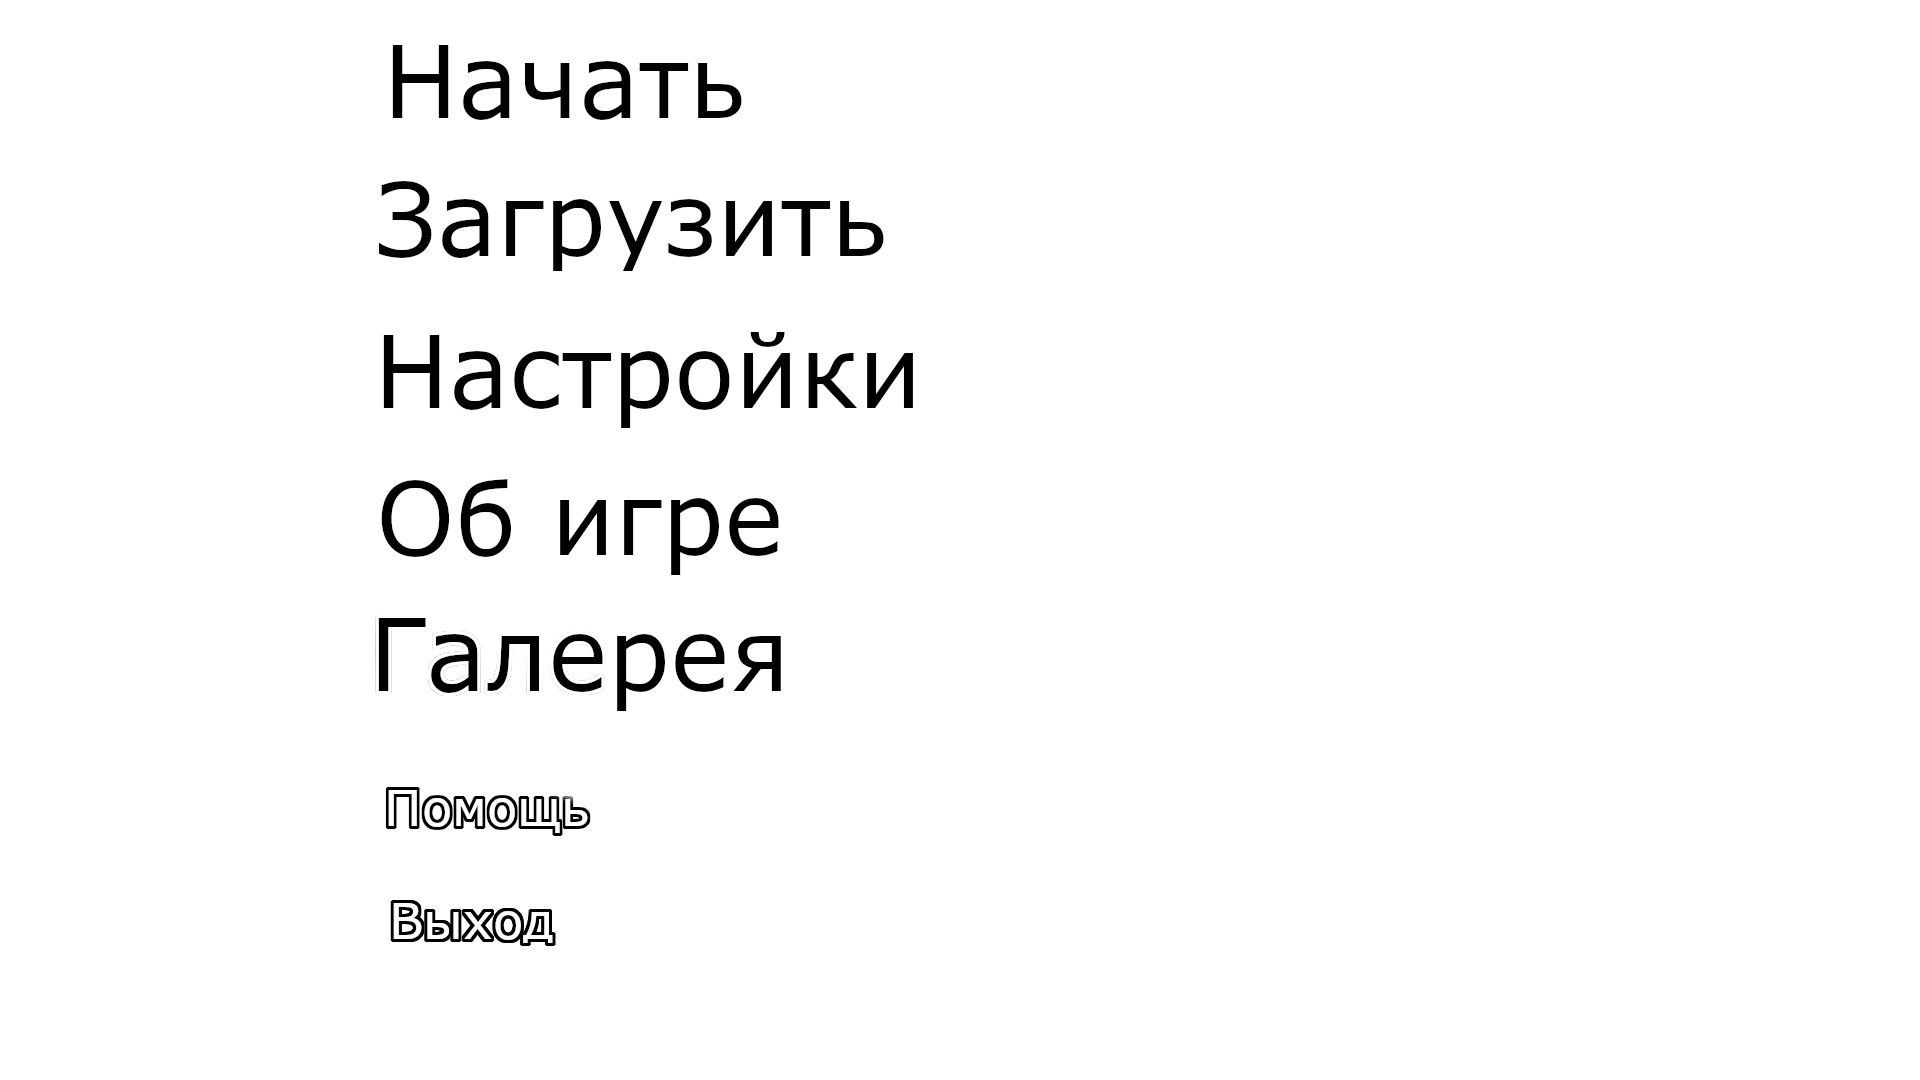 Начать
Загрузить
Настройки
Об игре
Галерея
Помощь
Выход